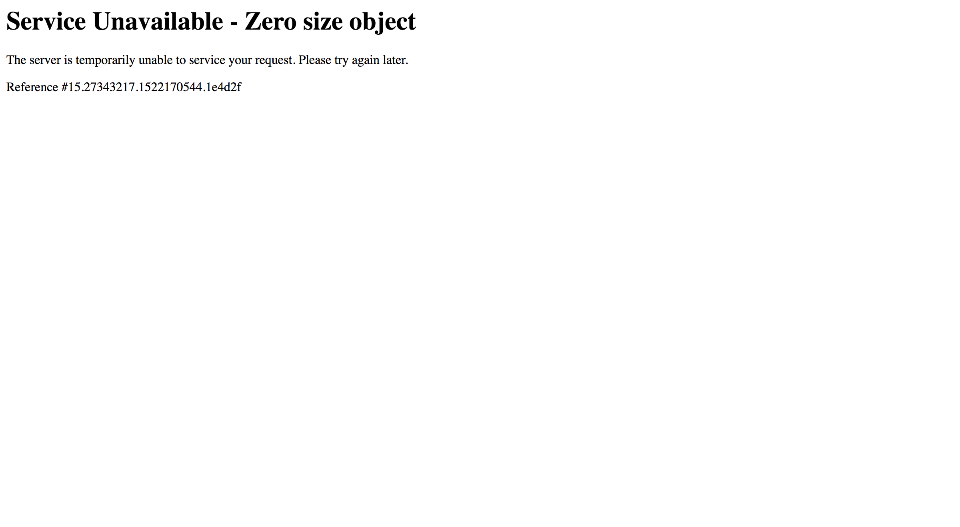 Service Unavailable - Zero size object
The server is temporarily unable to service your request. Please try again later.
Reference #15.27343217.1522170544.1e4d2f